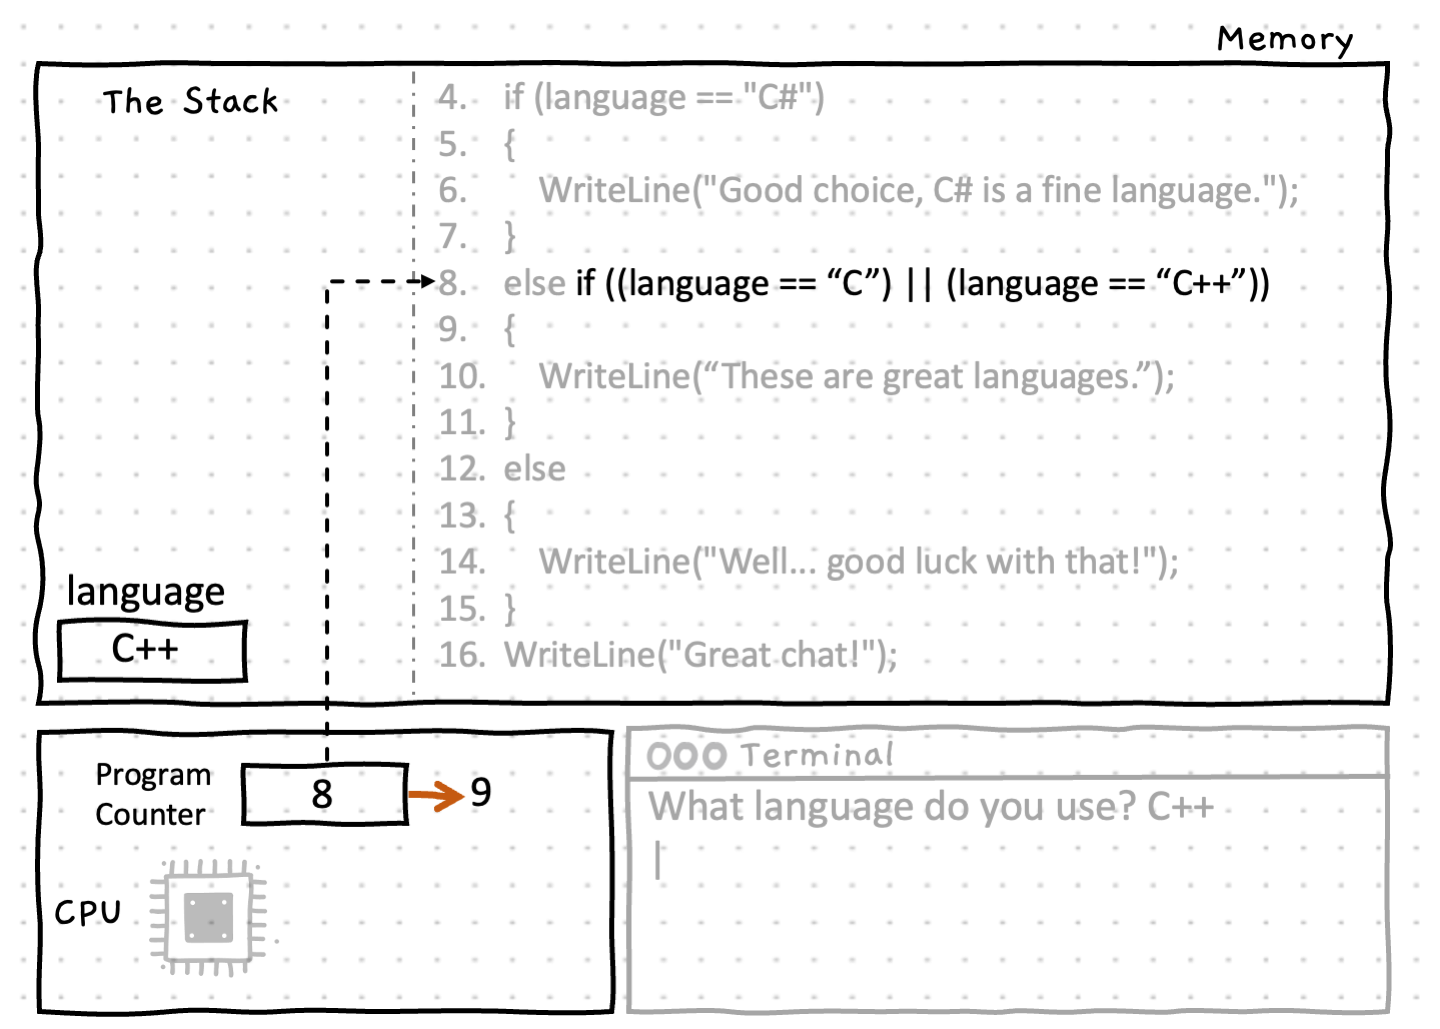 Memory
The Stack
4. if (language == "C#")
5. {
6. WriteLine("Good choice, C# is a fine language.");
7. }
8. else if ((language == “C”) || (language == “C++”))
9. {
10. WriteLine(“These are great languages.”);
11. }
12. else
13. {
14. WriteLine("Well... good luck with that!");
15. }
16. WriteLine("Great chat!");
language
C++
Program
Counter
8
9
CPU
Terminal
What language do you use? C++
|